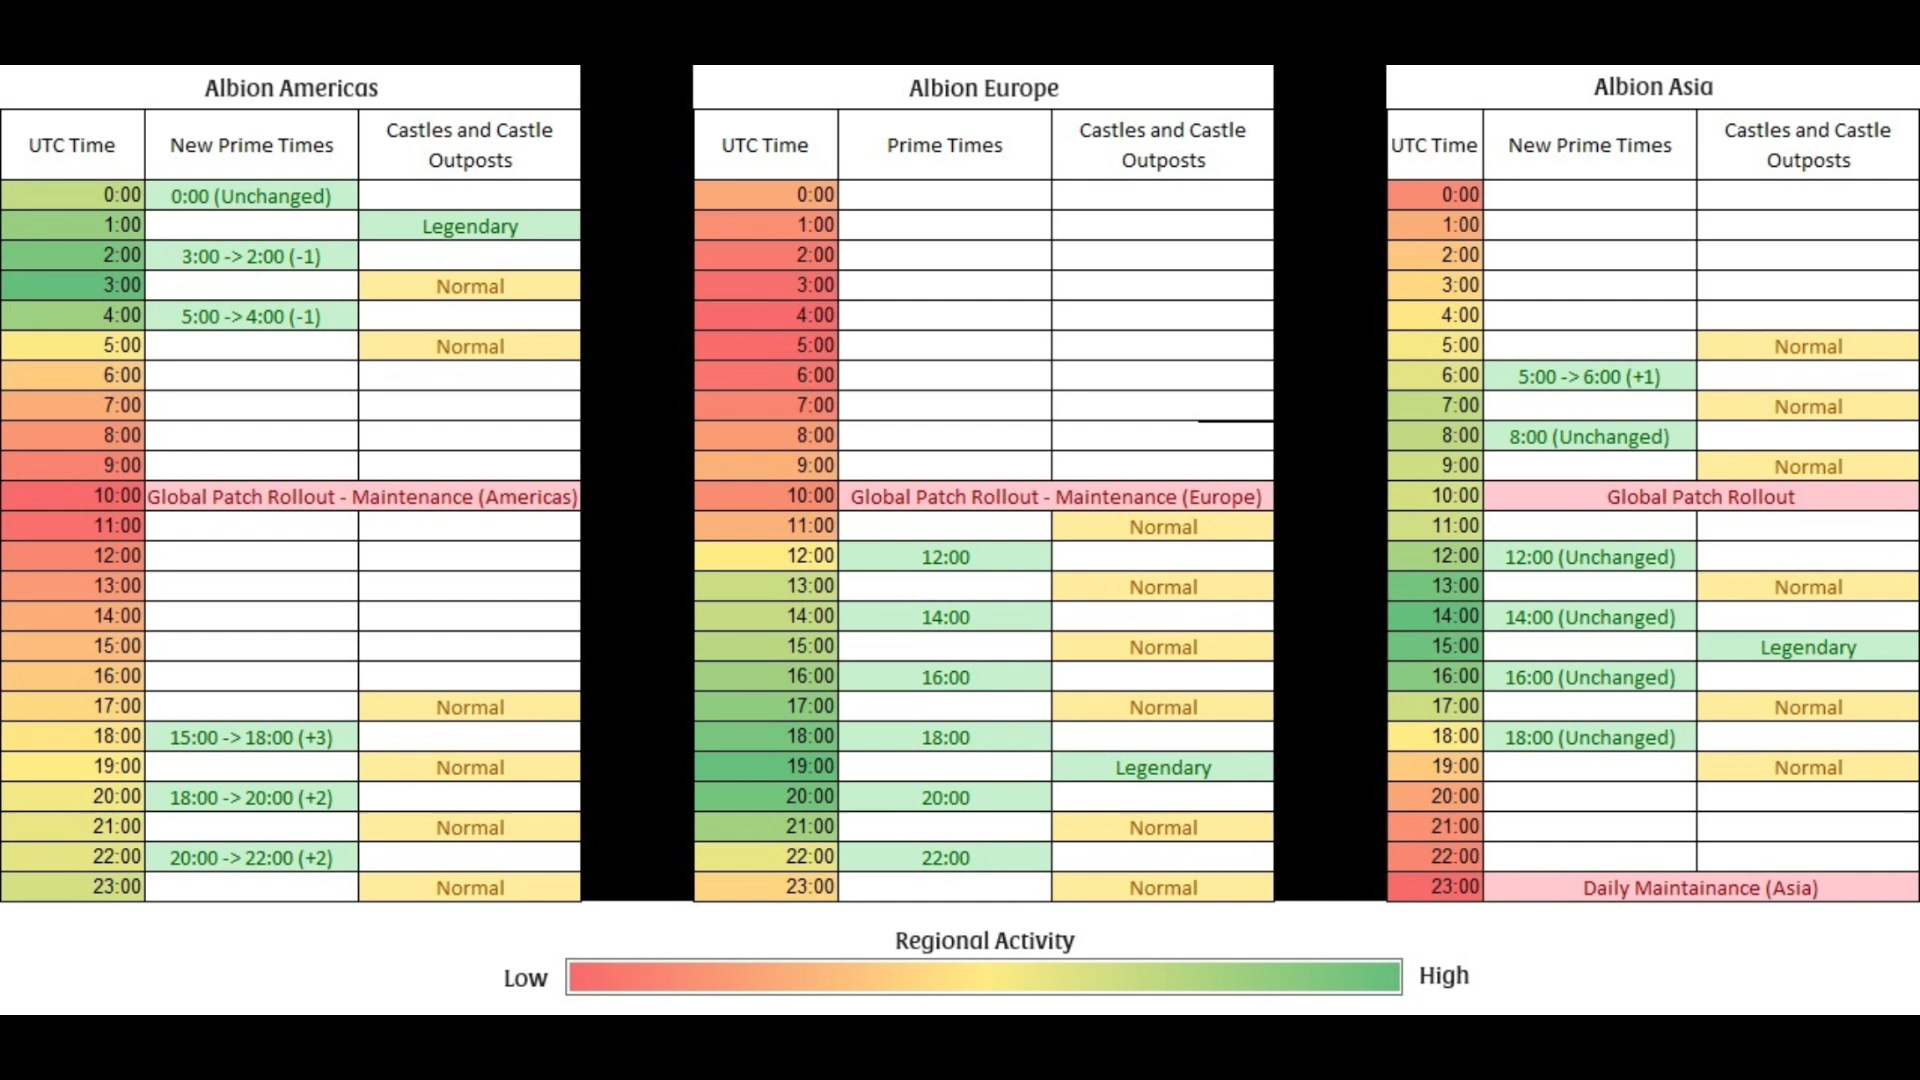 Albion Americas
UTC Time New Prime Times Castles and Castle Outposts
0:00 0:00 (Unchanged)
1:00 Legendary
2:00 3:00 -> 2:00 (-1)
3:00 Normal
4:00 5:00 -> 4:00 (-1)
5:00 Normal
6:00
7:00
8:00
9:00
10:00 Global Patch Rollout - Maintenance (Americas)
11:00
12:00
13:00
14:00
15:00
16:00
17:00 Normal
18:00 15:00 -> 18:00 (+3)
19:00 Normal
20:00 18:00 -> 20:00 (+2)
21:00 Normal
22:00 20:00 -> 22:00 (+2)
23:00 Normal
Albion Europe
UTC Time Prime Times Castles and Castle Outposts
0:00
1:00
2:00
3:00
4:00
5:00
6:00
7:00
8:00
9:00
10:00 Global Patch Rollout - Maintenance (Europe)
11:00 Normal
12:00 12:00
13:00 Normal
14:00 14:00
15:00 Normal
16:00 16:00
17:00 Normal
18:00 18:00
19:00 Legendary
20:00 20:00
21:00 Normal
22:00 22:00
23:00 Normal
Albion Asia
UTC Time New Prime Times Castles and Castle Outposts
0:00
1:00
2:00
3:00
4:00
5:00 Normal
6:00 5:00 -> 6:00 (+1)
7:00 Normal
8:00 8:00 (Unchanged)
9:00 Normal
10:00 Global Patch Rollout
11:00
12:00 12:00 (Unchanged)
13:00 Normal
14:00 14:00 (Unchanged)
15:00 Legendary
16:00 16:00 (Unchanged)
17:00 Normal
18:00 18:00 (Unchanged)
19:00 Normal
20:00
21:00
22:00
23:00 Daily Maintainance (Asia)
Regional Activity
Low High